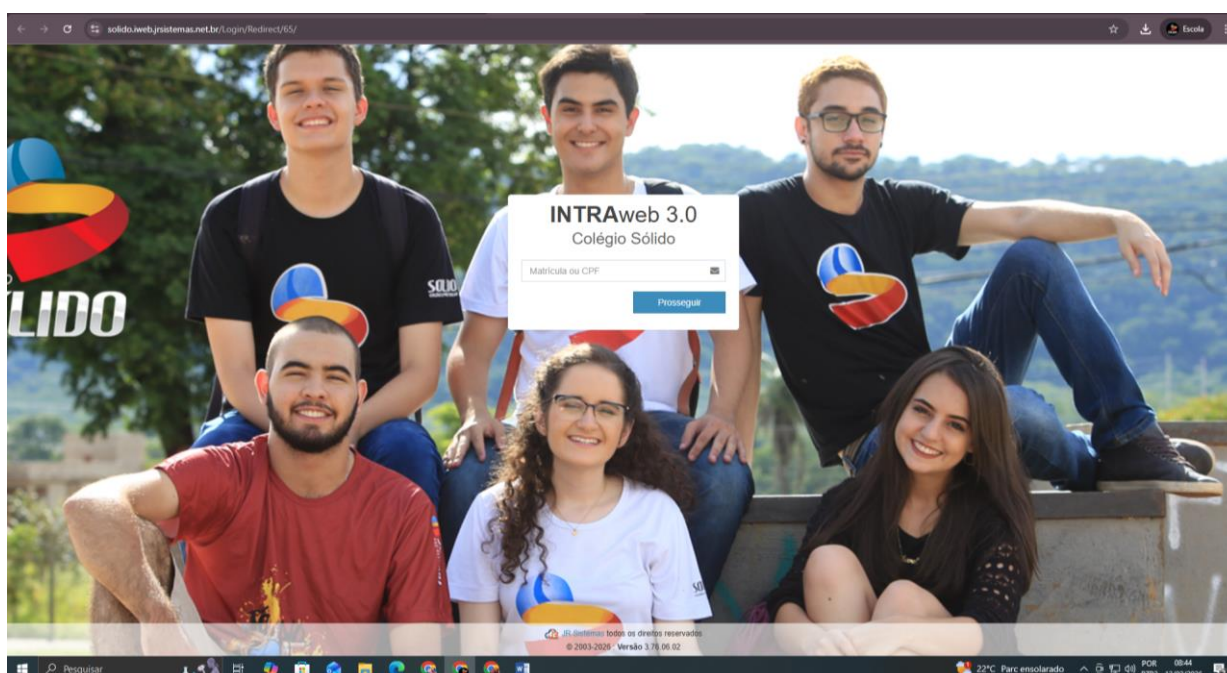 solido.iweb.jrsistemas.net.br/Login/Redirect/65/
Escola
LIDO
SÓLIDO
INTRAweb 3.0
Colégio Sólido
Matrícula ou CPF
Prosseguir
JR Sistemas todos os direitos reservados
© 2003-2026 : Versão 3.76.06.02
Pesquisar
22°C Parc ensolarado
POR
08:44